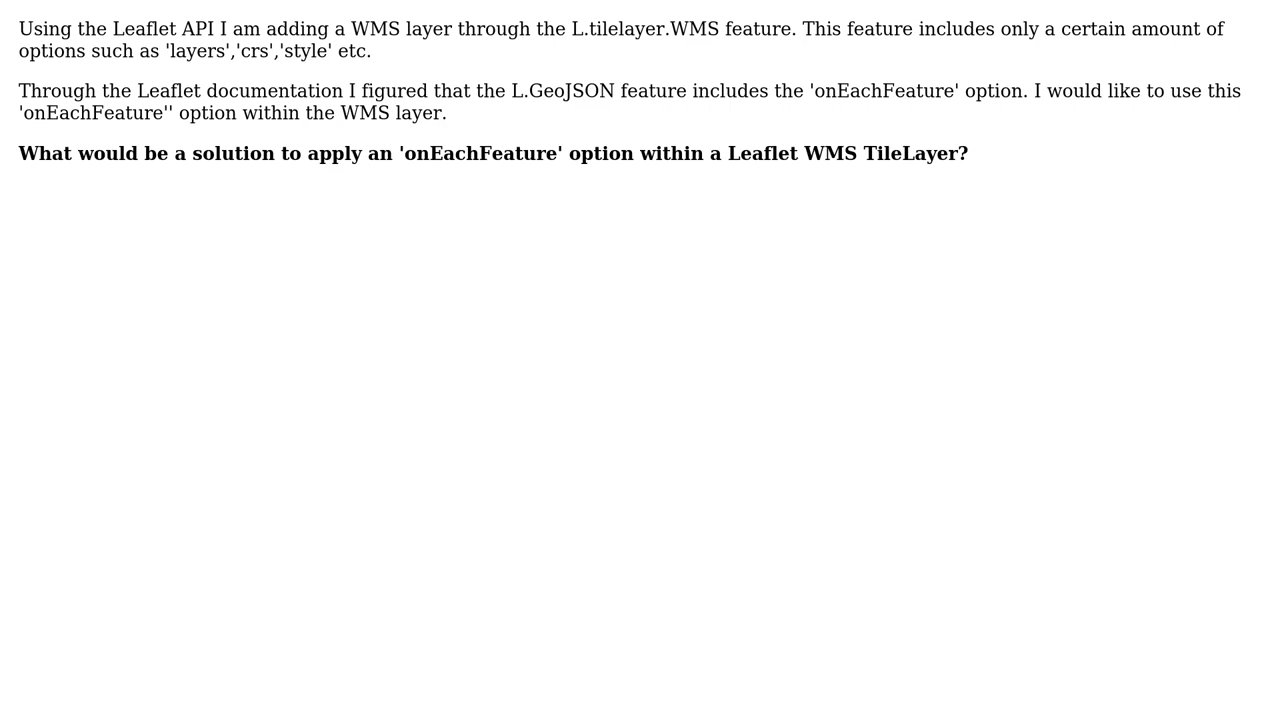 Using the Leaflet API I am adding a WMS layer through the L.tilelayer.WMS feature. This feature includes only a certain amount of
options such as 'layers','crs','style' etc.
Through the Leaflet documentation I figured that the L.GeoJSON feature includes the 'onEachFeature' option. I would like to use this
'onEachFeature'' option within the WMS layer.
What would be a solution to apply an 'onEachFeature' option within a Leaflet WMS TileLayer?